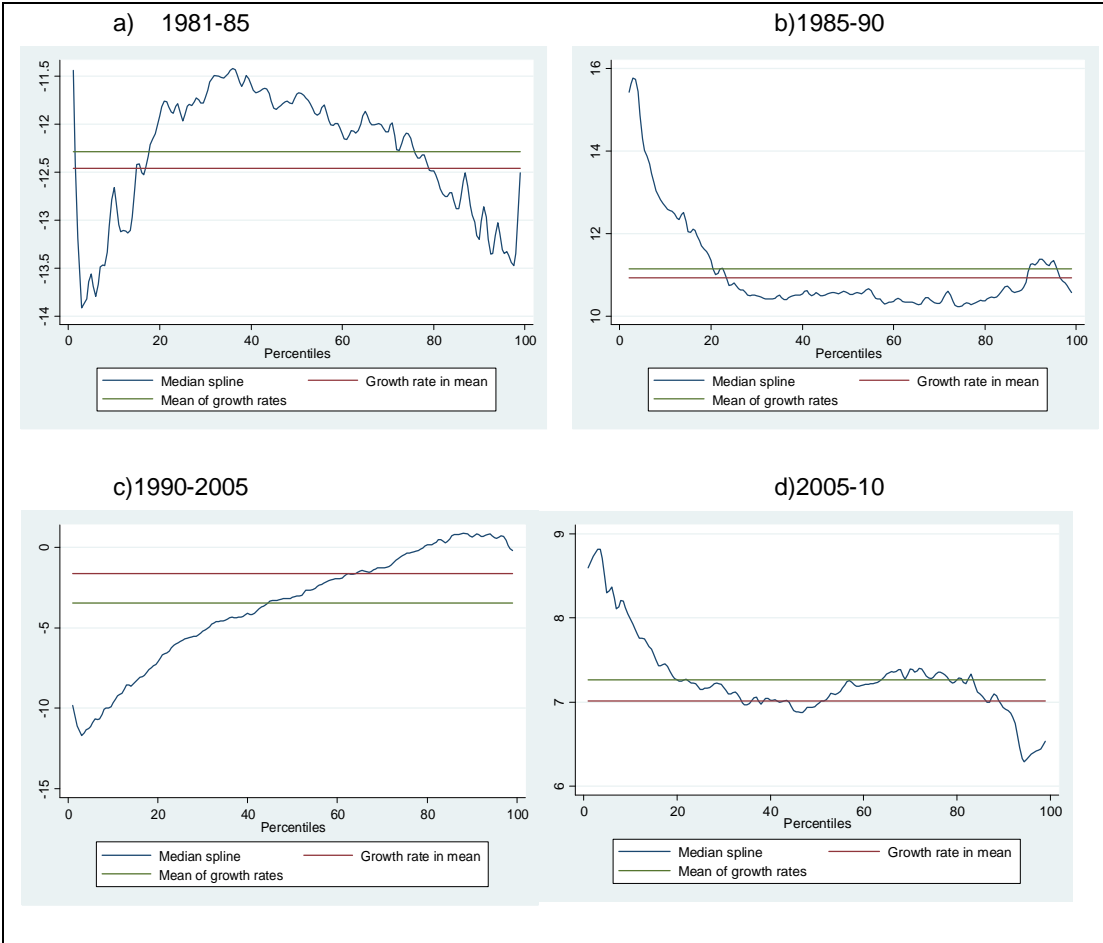 a) 1981-85
-11.5
-12
-12.5
-13
-13.5
-14
0 20 40 60 80 100
Percentiles
Median spline Growth rate in mean
Mean of growth rates
b)1985-90
16
14
12
10
0 20 40 60 80 100
Percentiles
Median spline Growth rate in mean
Mean of growth rates
c)1990-2005
0
-5
-10
-15
0 20 40 60 80 100
Percentiles
Median spline Growth rate in mean
Mean of growth rates
d)2005-10
9
8
7
6
0 20 40 60 80 100
Percentiles
Median spline Growth rate in mean
Mean of growth rates